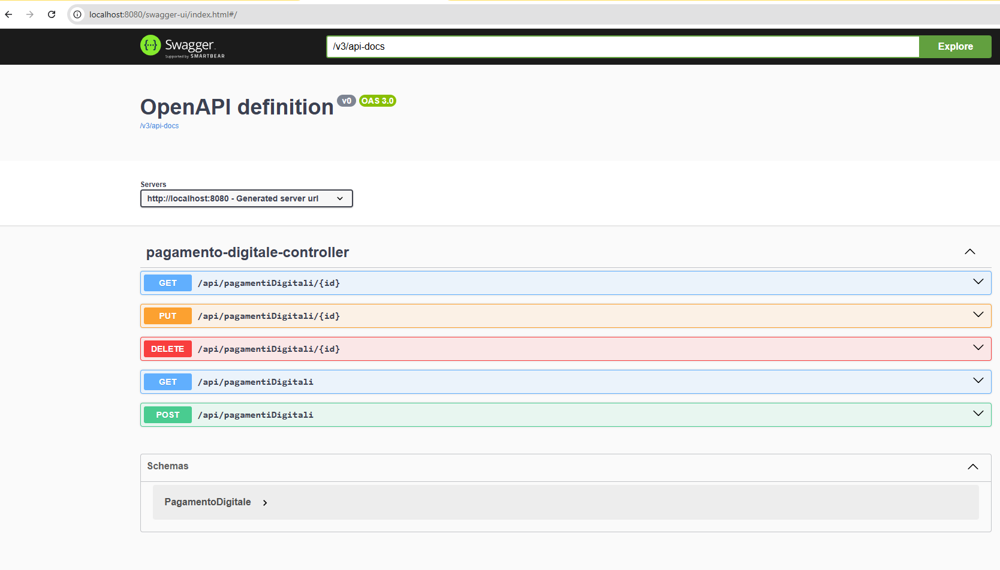 localhost:8080/swagger-ui/index.html#/
{···} Swagger.
Supported by SMARTBEAR
/v3/api-docs
Explore
OpenAPI definition v0 OAS 3.0
/v3/api-docs
Servers
http://localhost:8080 - Generated server url
pagamento-digitale-controller
GET /api/pagamentiDigitali/{id}
PUT /api/pagamentiDigitali/{id}
DELETE /api/pagamentiDigitali/{id}
GET /api/pagamentiDigitali
POST /api/pagamentiDigitali
Schemas
PagamentoDigitale